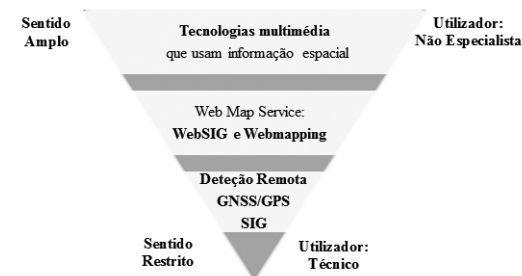 Sentido
Amplo
Utilizador:
Não Especialista
Tecnologias multimédia
que usam informação espacial
Web Map Service:
WebSIG e Webmapping
Deteção Remota
GNSS/GPS
SIG
Sentido
Restrito
Utilizador:
Técnico